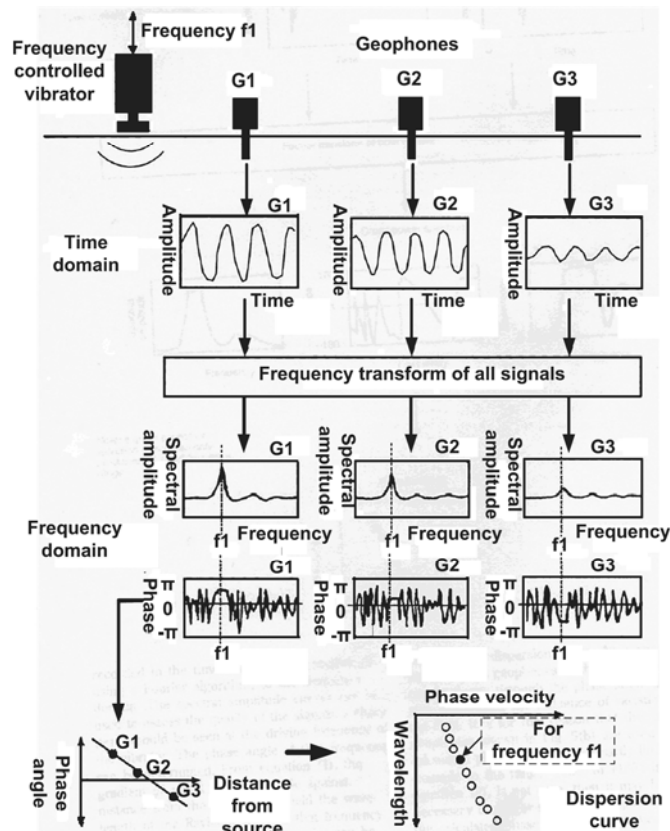 Frequency f1
Frequency
controlled
vibrator
Geophones
G1
G2
G3
Time
domain
Amplitude
G1
Time
Amplitude
G2
Time
Amplitude
G3
Time
Frequency transform of all signals
Spectral
amplitude
G1
Frequency
f1
Spectral
amplitude
G2
Frequency
f1
Spectral
amplitude
G3
Frequency
f1
Frequency
domain
Phase
π
0
-π
G1
f1
Phase
π
0
-π
G2
f1
Phase
π
0
-π
G3
f1
Phase
angle
G1
G2
G3
Distance
from
source
Phase velocity
Wavelength
For
frequency f1
Dispersion
curve